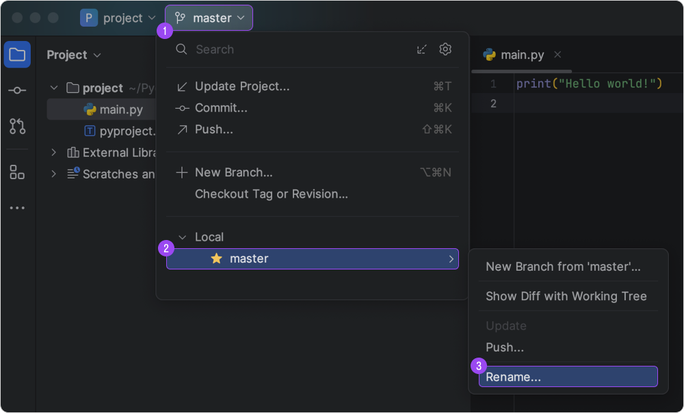 P project master
1
Project
Search
main.py
project ~/Py
Update Project... ⌘T
1 print("Hello world!")
main.py
Commit... ⌘K
2
pyproject.
Push... ⇧⌘K
External Libra
New Branch... ⌥⌘N
Scratches an
Checkout Tag or Revision...
Local
2
master
New Branch from 'master'...
Show Diff with Working Tree
Update
Push...
3
Rename...